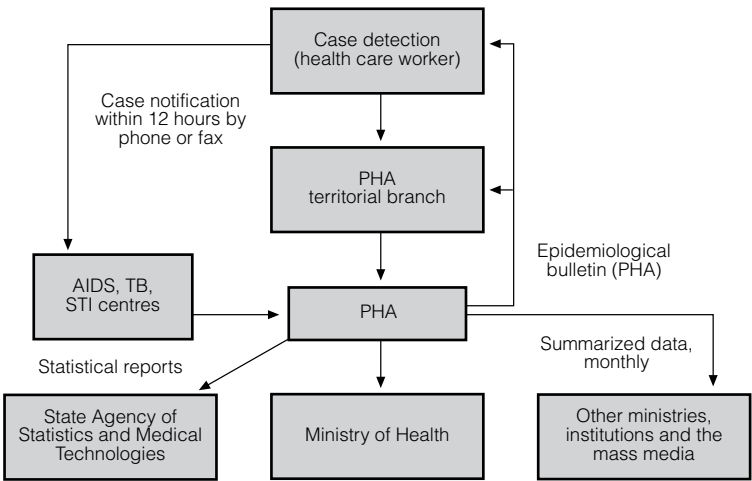 Case detection
(health care worker)
Case notification
within 12 hours by
phone or fax
PHA
territorial branch
Epidemiological
bulletin (PHA)
AIDS, TB,
STI centres
PHA
Statistical reports
Summarized data,
monthly
State Agency of
Statistics and Medical
Technologies
Ministry of Health
Other ministries,
institutions and the
mass media